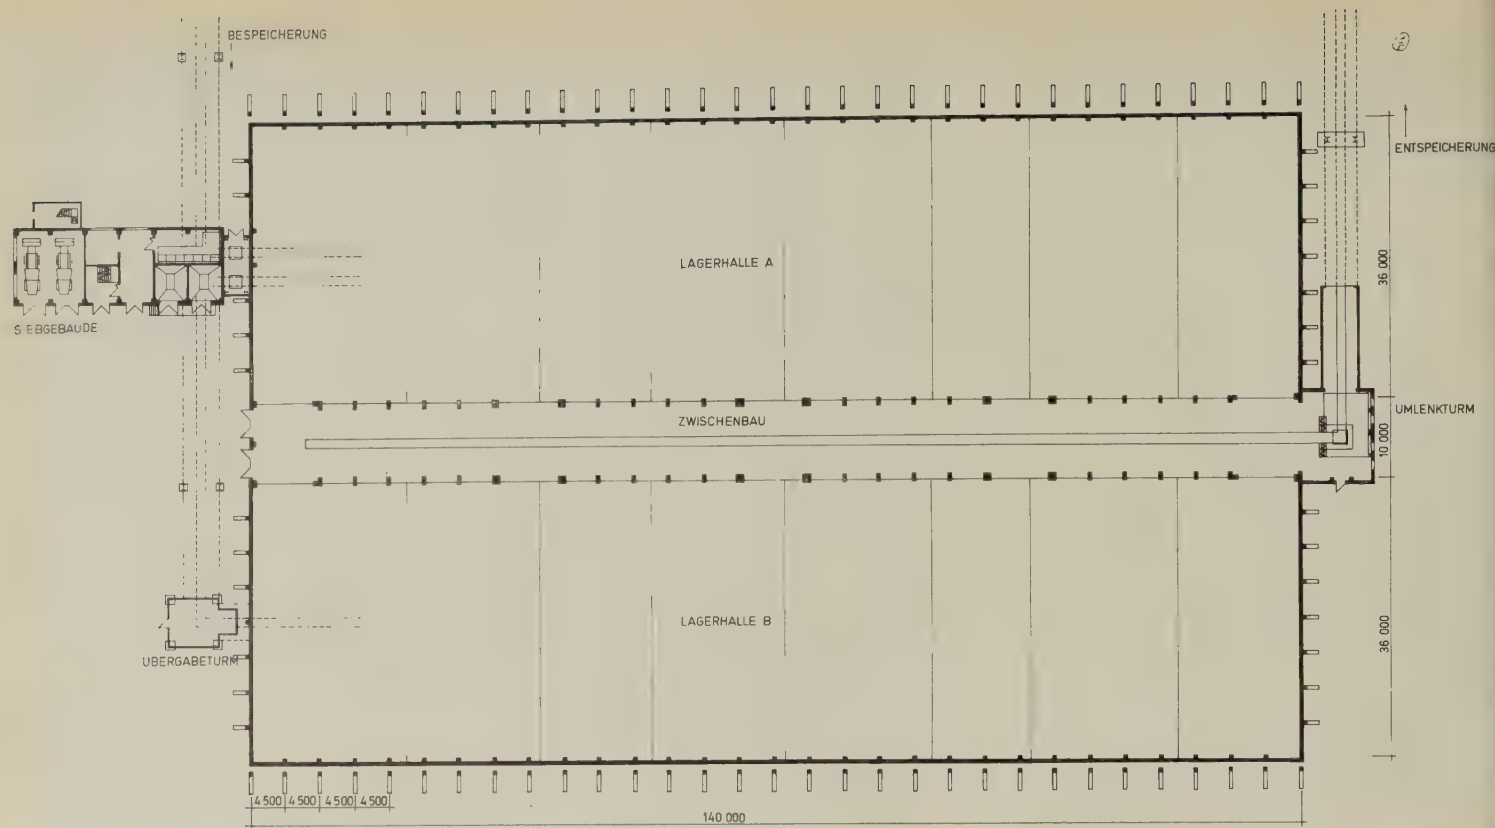 BESPEICHERUNG
ENTSPEICHERUNG
36 000
LAGERHALLE A
S EBGEBAUDE
ZWISCHENBAU
UMLENKTURM
10 000
LAGERHALLE B
36 000
UBERGABETURM
4 500 4 500 4 500 4 500
140 000